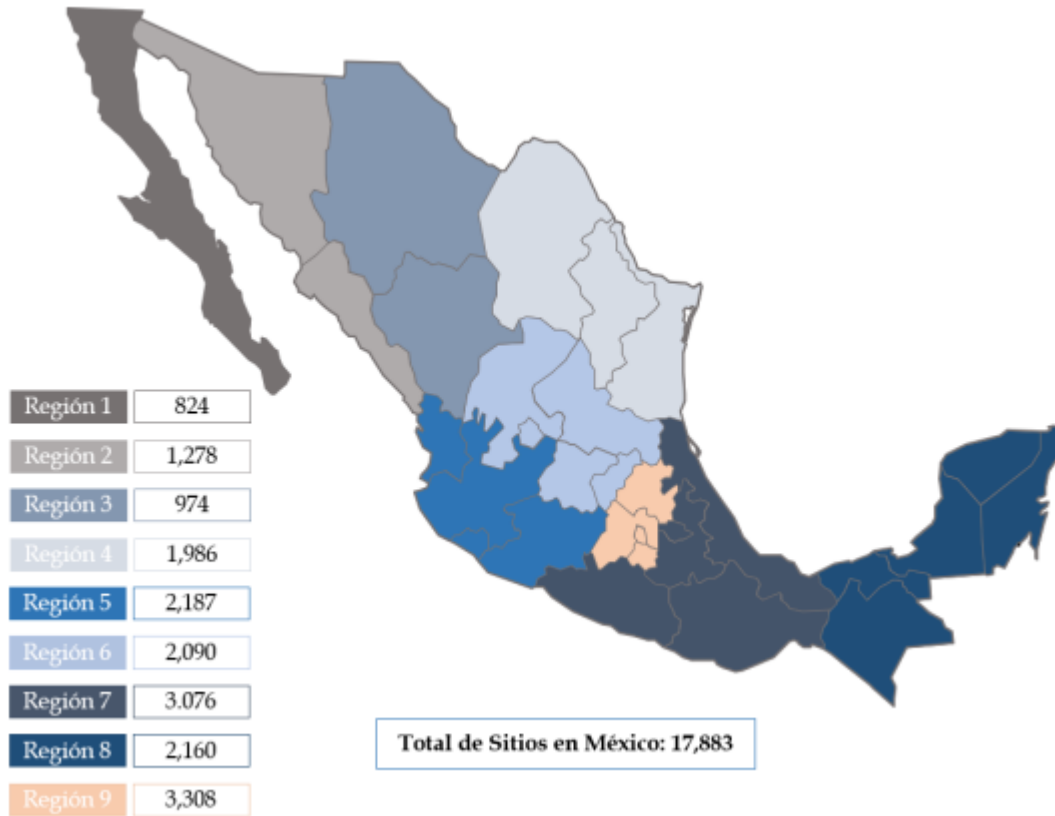 Región 1 824
Región 2 1,278
Región 3 974
Región 4 1,986
Región 5 2,187
Región 6 2,090
Región 7 3.076
Región 8 2,160
Región 9 3,308
Total de Sitios en México: 17,883